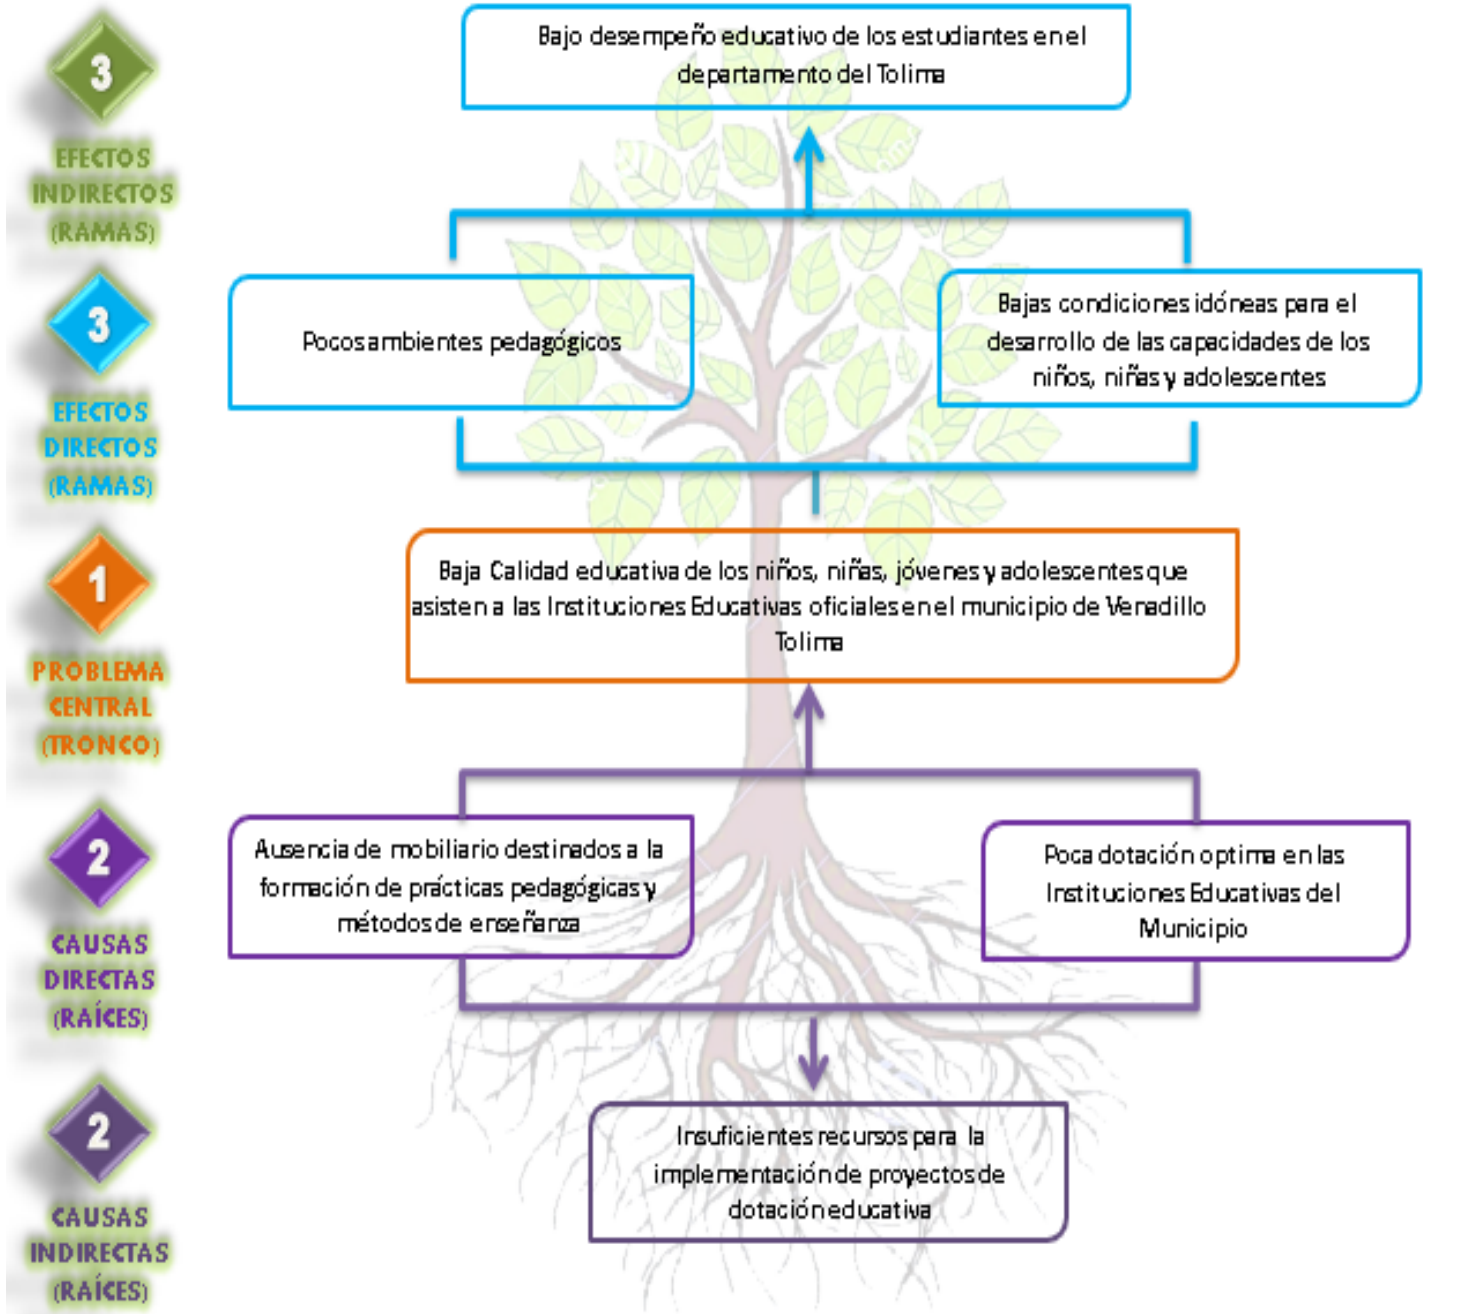 3
EFECTOS
INDIRECTOS
(RAMAS)
Bajo desempeño educativo de los estudiantes en el
departamento del Tolima
3
EFECTOS
DIRECTOS
(RAMAS)
Pocos ambientes pedagógicos
Bajas condiciones idóneas para el
desarrollo de las capacidades de los
niños, niñas y adolescentes
1
PROBLEMA
CENTRAL
(TRONCO)
Baja Calidad educativa de los niños, niñas, jóvenes y adolescentes que
asisten a las Instituciones Educativas oficiales en el municipio de Venadillo
Tolima
2
CAUSAS
DIRECTAS
(RAÍCES)
Ausencia de mobiliario destinados a la
formación de prácticas pedagógicas y
métodos de enseñanza
Poca dotación optima en las
Instituciones Educativas del
Municipio
2
CAUSAS
INDIRECTAS
(RAÍCES)
Insuficientes recursos para la
implementación de proyectos de
dotación educativa